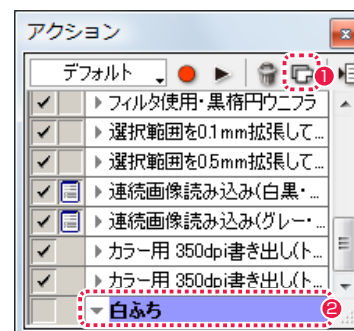 アクション
デフォルト
1
フィルタ使用・黒楕円ウニフラ
選択範囲を0.1mm拡張して...
選択範囲を0.5mm拡張して...
連続画像読み込み(白黒・...
連続画像読み込み(グレー・...
カラー用 350dpi書き出し(ト...
カラー用 350dpi書き出し(ト...
白ふち
2